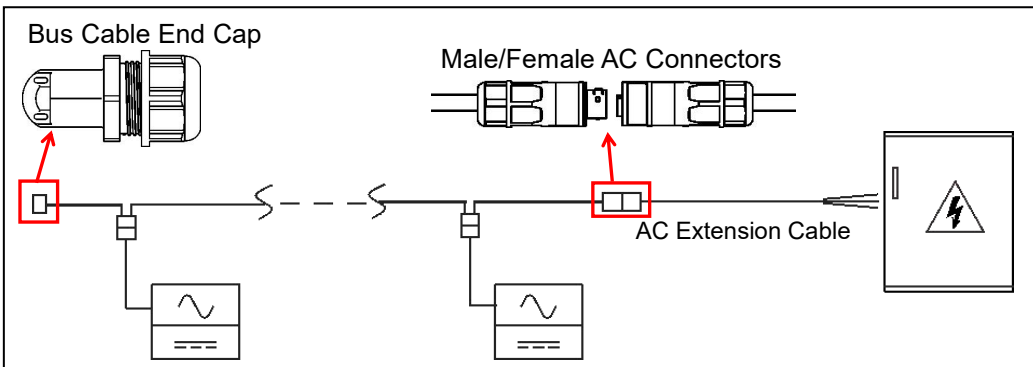 Bus Cable End Cap
Male/Female AC Connectors
AC Extension Cable